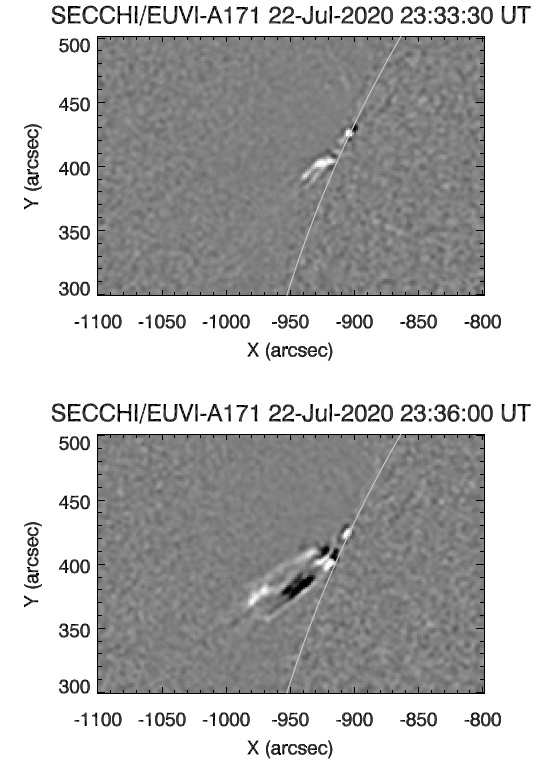 SECCHI/EUVI-A171 22-Jul-2020 23:33:30 UT
500
450
400
350
300
Y (arcsec)
-1100 -1050 -1000 -950 -900 -850 -800
X (arcsec)
SECCHI/EUVI-A171 22-Jul-2020 23:36:00 UT
500
450
400
350
300
Y (arcsec)
-1100 -1050 -1000 -950 -900 -850 -800
X (arcsec)